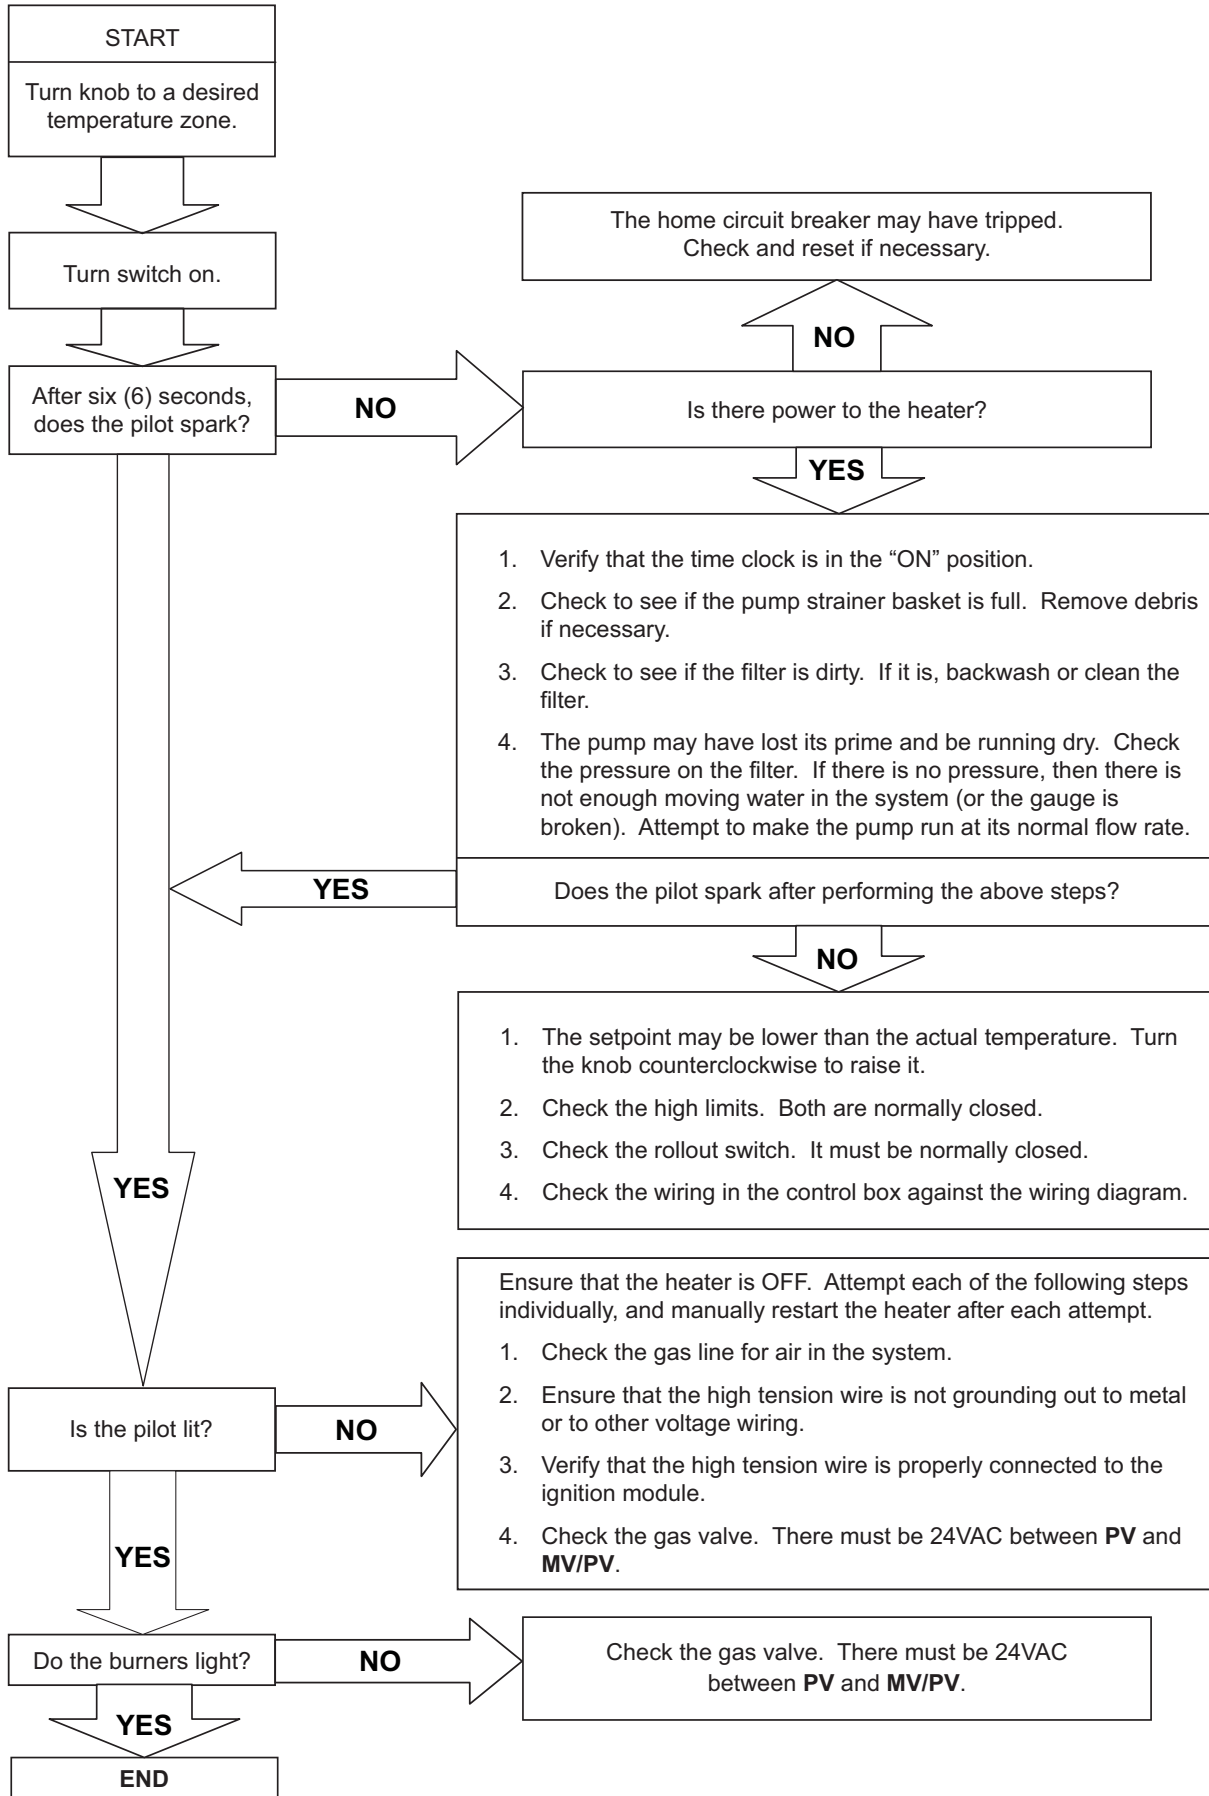 START
Turn knob to a desired
temperature zone.
Turn switch on.
After six (6) seconds,
does the pilot spark?
NO
Is there power to the heater?
NO
The home circuit breaker may have tripped.
Check and reset if necessary.
YES
1. Verify that the time clock is in the “ON” position.
2. Check to see if the pump strainer basket is full. Remove debris
if necessary.
3. Check to see if the filter is dirty. If it is, backwash or clean the
filter.
4. The pump may have lost its prime and be running dry. Check
the pressure on the filter. If there is no pressure, then there is
not enough moving water in the system (or the gauge is
broken). Attempt to make the pump run at its normal flow rate.
Does the pilot spark after performing the above steps?
YES
NO
1. The setpoint may be lower than the actual temperature. Turn
the knob counterclockwise to raise it.
2. Check the high limits. Both are normally closed.
3. Check the rollout switch. It must be normally closed.
4. Check the wiring in the control box against the wiring diagram.
YES
Is the pilot lit?
NO
Ensure that the heater is OFF. Attempt each of the following steps
individually, and manually restart the heater after each attempt.
1. Check the gas line for air in the system.
2. Ensure that the high tension wire is not grounding out to metal
or to other voltage wiring.
3. Verify that the high tension wire is properly connected to the
ignition module.
4. Check the gas valve. There must be 24VAC between PV and
MV/PV.
YES
Do the burners light?
NO
Check the gas valve. There must be 24VAC
between PV and MV/PV.
YES
END